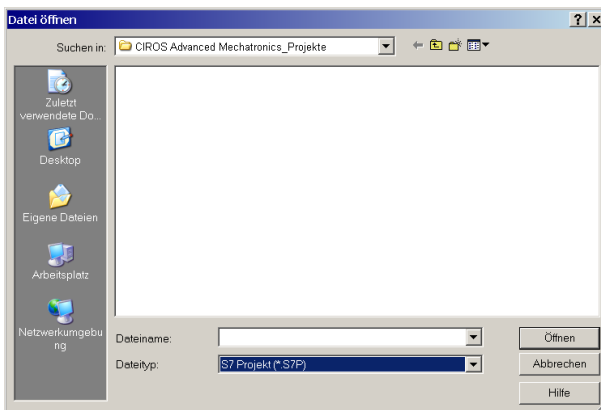 Datei öffnen
Suchen in:
CIROS Advanced Mechatronics_Projekte
Zuletzt
verwendete Do...
Desktop
Eigene Dateien
Arbeitsplatz
Netzwerkumgebu
ng
Dateiname:
Öffnen
Dateityp:
S7 Projekt (*.S7P)
Abbrechen
Hilfe